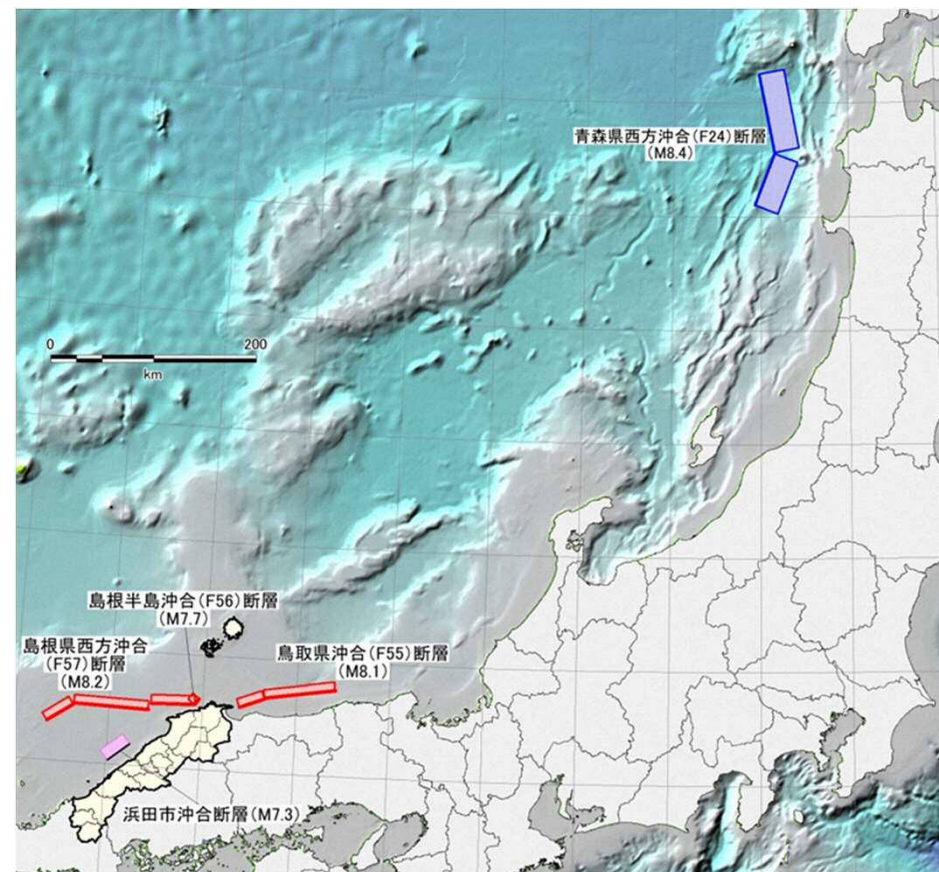 青森県西方沖合(F24)断層
(M8.4)
0
200
km
島根半島沖合(F56)断層
(M7.7)
島根県西方沖合
(F57)断層
(M8.2)
鳥取県沖合(F55)断層
(M8.1)
浜田市沖合断層(M7.3)